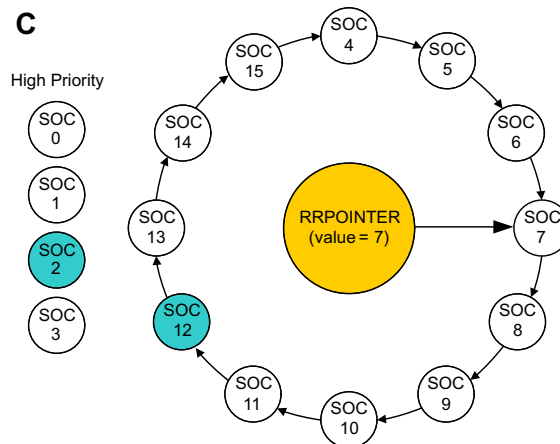 C
High Priority
SOC
0
SOC
1
SOC
2
SOC
3
SOC
4
SOC
5
SOC
6
SOC
7
SOC
8
SOC
9
SOC
10
SOC
11
SOC
12
SOC
13
SOC
14
SOC
15
RRPOINTER
(value = 7)